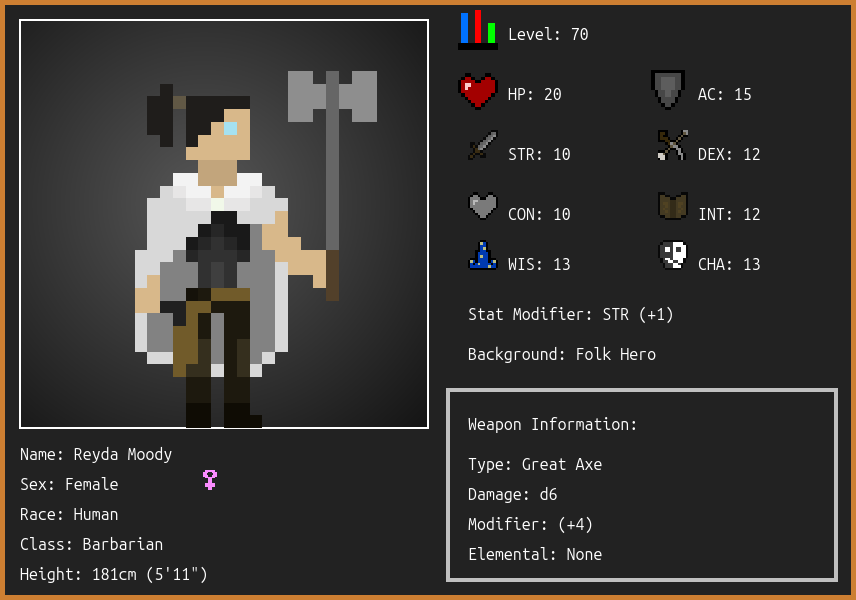 Level: 70
HP: 20
AC: 15
STR: 10
DEX: 12
CON: 10
INT: 12
WIS: 13
CHA: 13
Stat Modifier: STR (+1)
Background: Folk Hero
Name: Reyda Moody
Sex: Female
Race: Human
Class: Barbarian
Height: 181cm (5'11")
Weapon Information:
Type: Great Axe
Damage: d6
Modifier: (+4)
Elemental: None